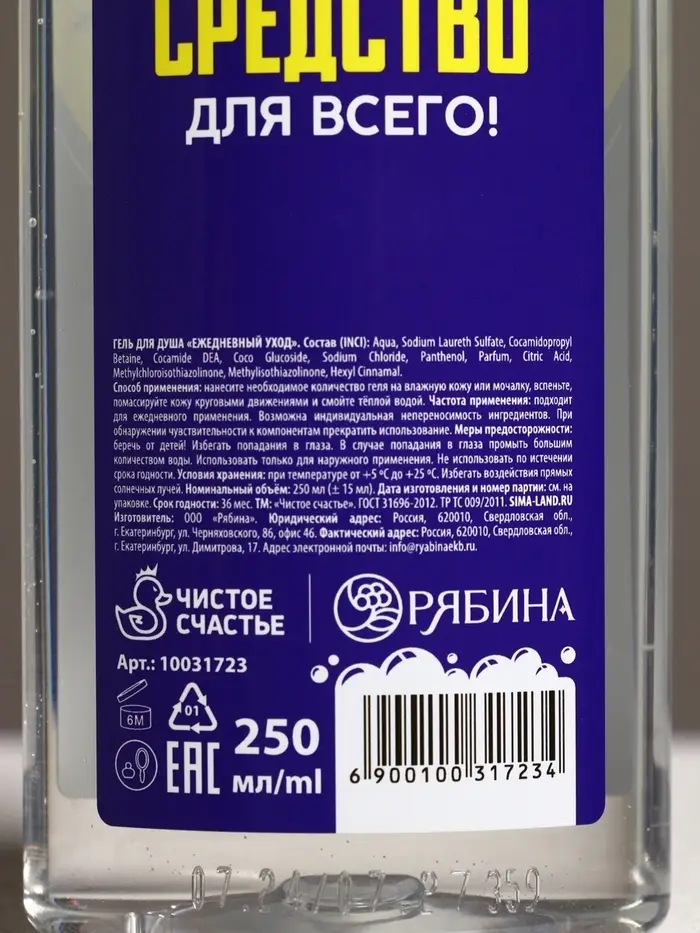 СРЕДСТВО
ДЛЯ ВСЕГО!
ГЕЛЬ ДЛЯ ДУША «ЕЖЕДНЕВНЫЙ УХОД». Состав (INCI): Aqua, Sodium Laureth Sulfate, Cocamidopropyl
Betaine, Cocamide DEA, Coco Glucoside, Sodium Chloride, Panthenol, Parfum, Citric Acid,
Methylchloroisothiazolinone, Methylisothiazolinone, Hexyl Cinnamal.
Способ применения: нанесите необходимое количество геля на влажную кожу или мочалку, вспеньте,
помассируйте кожу круговыми движениями и смойте тёплой водой. Частота применения: подходит
для ежедневного применения. Возможна индивидуальная непереносимость ингредиентов. При
обнаружении чувствительности к компонентам прекратить использование. Меры предосторожности:
беречь от детей! Избегать попадания в глаза. В случае попадания в глаза промыть большим
количеством воды. Использовать только для наружного применения. Не использовать по истечении
срока годности. Условия хранения: при температуре от +5 ºС до +25 ºС. Избегать воздействия прямых
солнечных лучей. Номинальный объём: 250 мл (± 15 мл). Дата изготовления и номер партии: см. на
упаковке. Срок годности: 36 мес. ТМ: «Чистое счастье». ГОСТ 31696-2012. ТР ТС 009/2011. SIMA-LAND.RU
Изготовитель: ООО «Рябина». Юридический адрес: Россия, 620010, Свердловская обл.,
г. Екатеринбург, ул. Черняховского, 86, офис 46. Фактический адрес: Россия, 620010, Свердловская обл.,
г. Екатеринбург, ул. Димитрова, 17. Адрес электронной почты: info@ryabinaekb.ru.
ЧИСТОЕ
СЧАСТЬЕ
РЯБИНА
Арт.: 10031723
6M
01
EAC
250
мл/ml
6 900100 317234
07.24/07.27 359